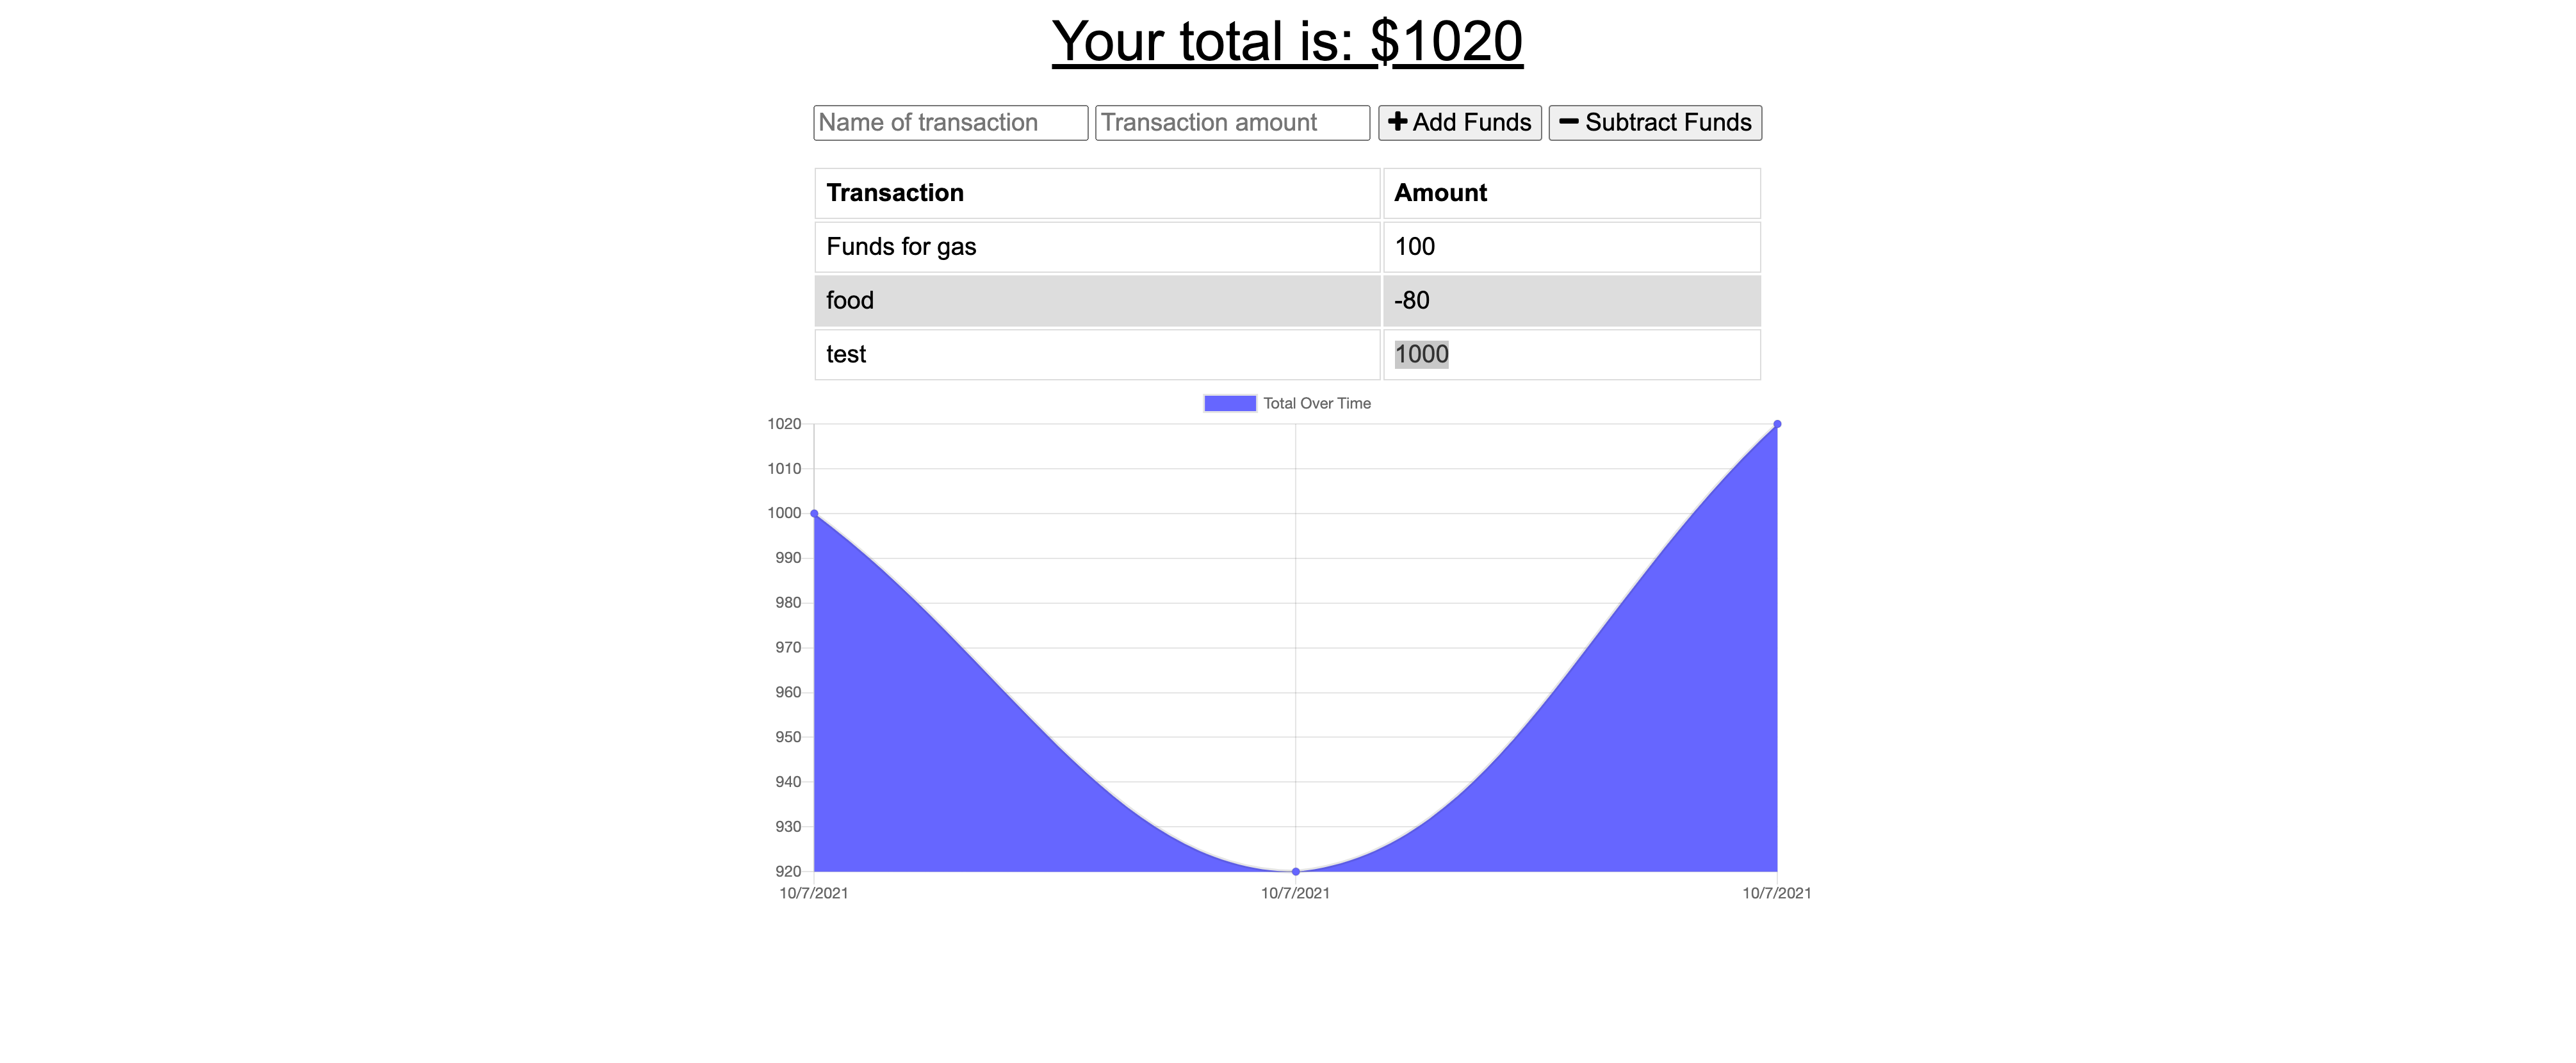 Your total is: $1020
Name of transaction Transaction amount + Add Funds − Subtract Funds
Transaction Amount
Funds for gas 100
food -80
test 1000
Total Over Time
1020
1010
1000
990
980
970
960
950
940
930
920
10/7/2021 10/7/2021 10/7/2021